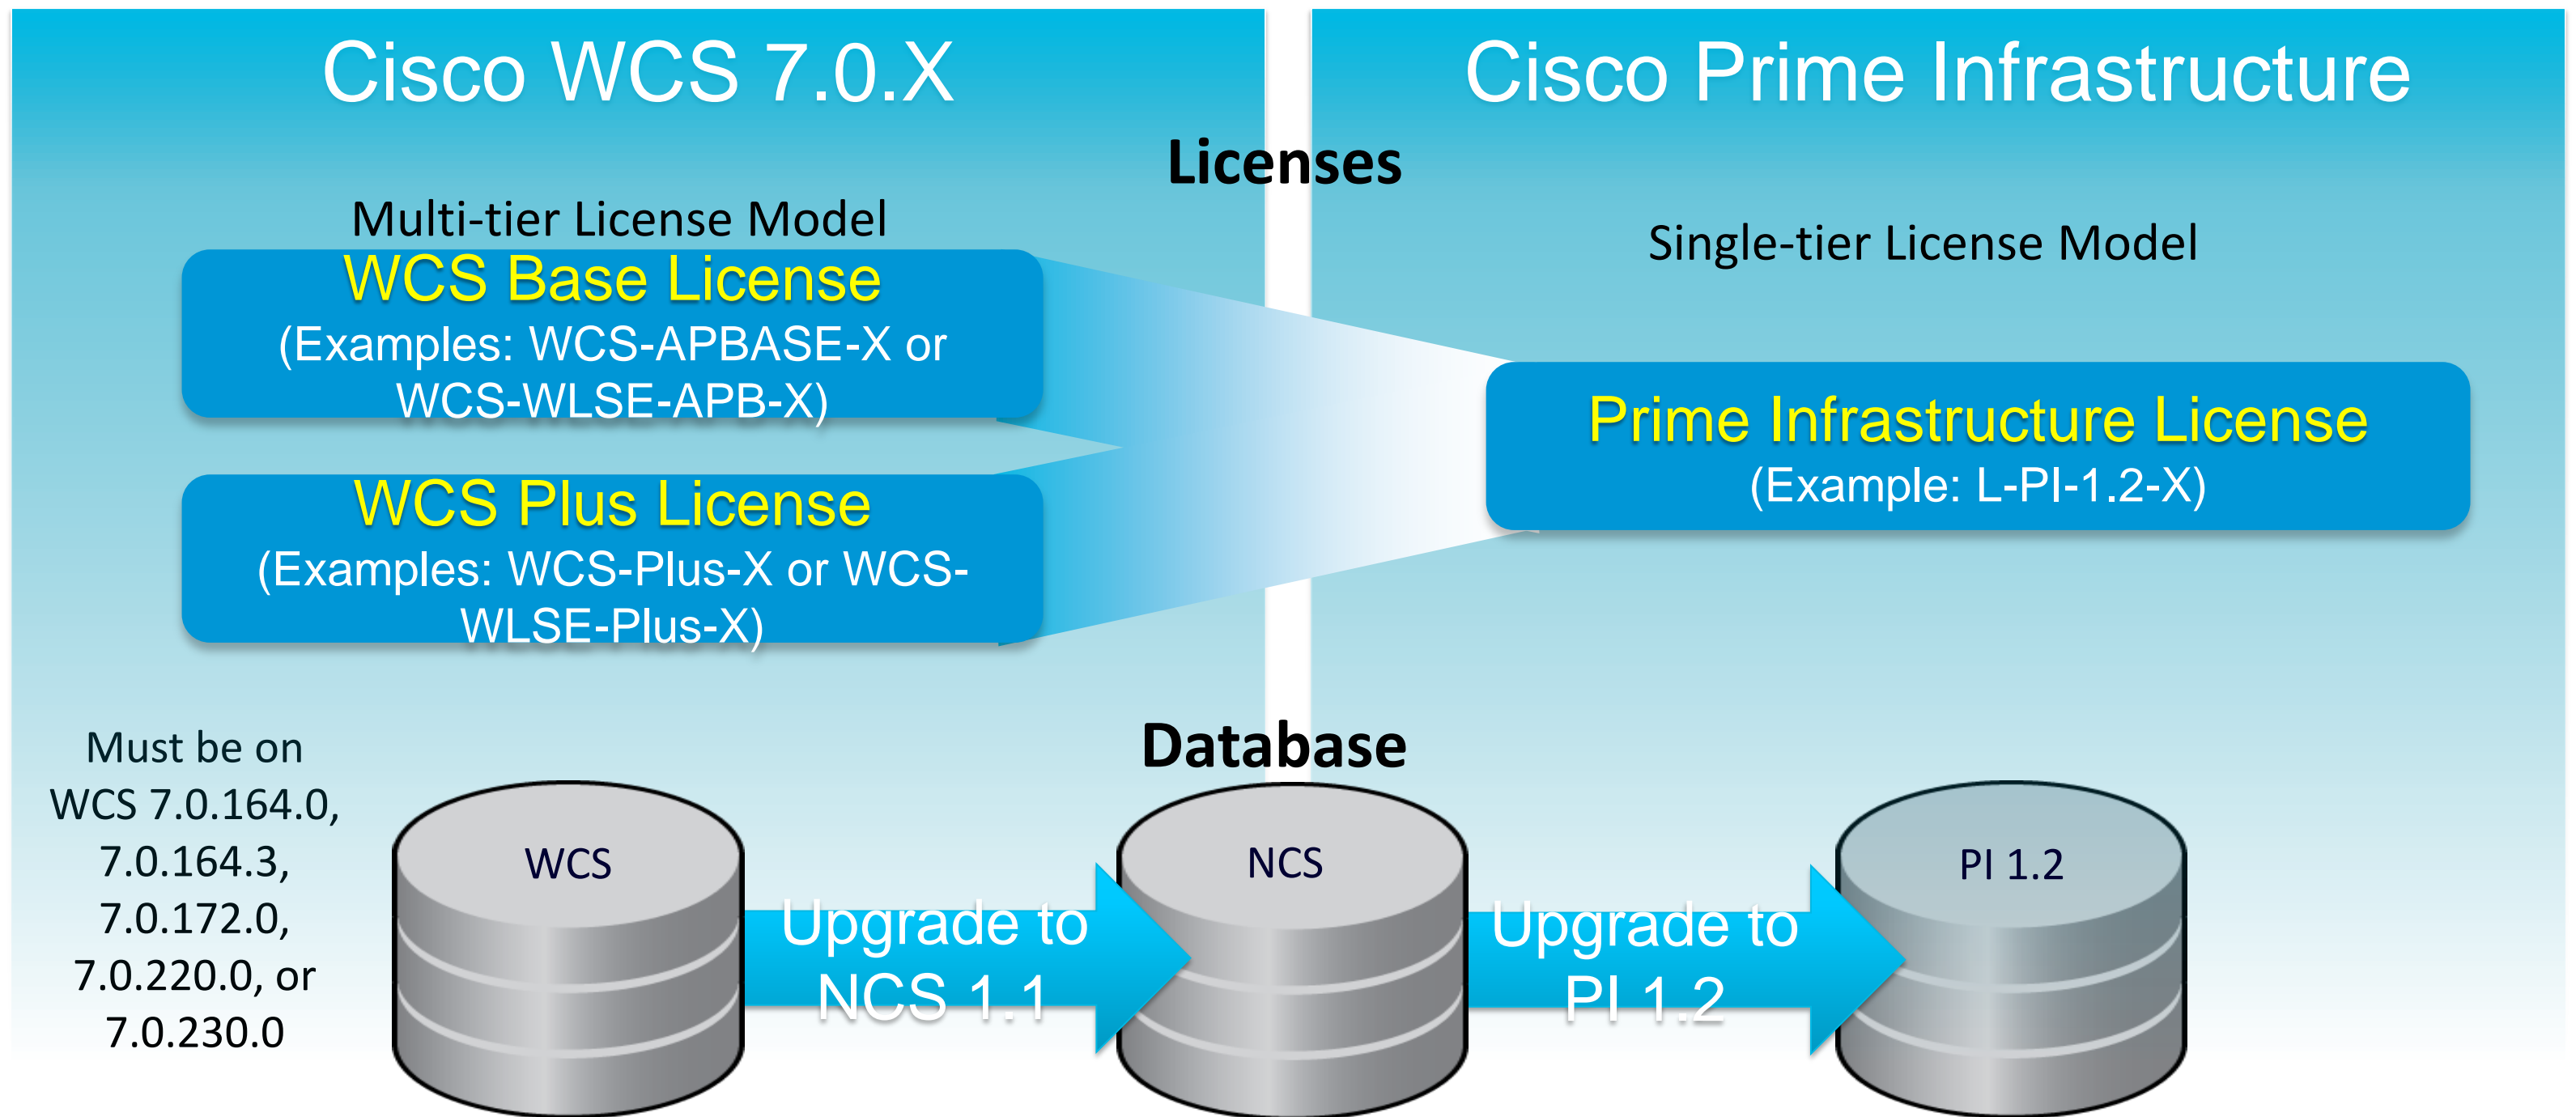 Cisco WCS 7.0.X
Cisco Prime Infrastructure
Licenses
Multi-tier License Model
Single-tier License Model
WCS Base License
(Examples: WCS-APBASE-X or
WCS-WLSE-APB-X)
Prime Infrastructure License
(Example: L-PI-1.2-X)
WCS Plus License
(Examples: WCS-Plus-X or WCS-
WLSE-Plus-X)
Database
Must be on
WCS 7.0.164.0,
7.0.164.3,
7.0.172.0,
7.0.220.0, or
7.0.230.0
WCS
Upgrade to
NCS 1.1
NCS
Upgrade to
PI 1.2
PI 1.2